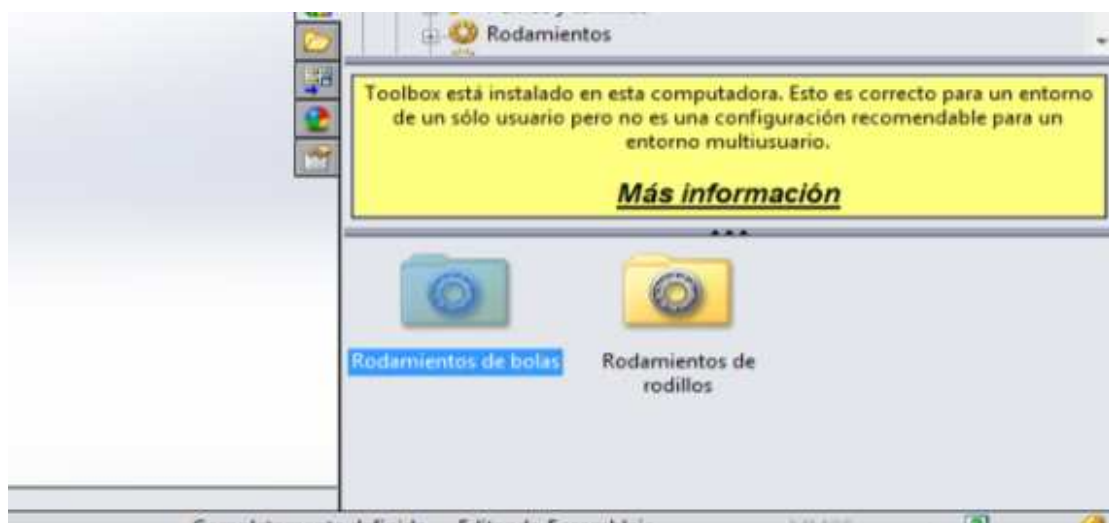 Rodamientos
Toolbox está instalado en esta computadora. Esto es correcto para un entorno
de un sólo usuario pero no es una configuración recomendable para un
entorno multiusuario.
Más información
Rodamientos de bolas
Rodamientos de
rodillos